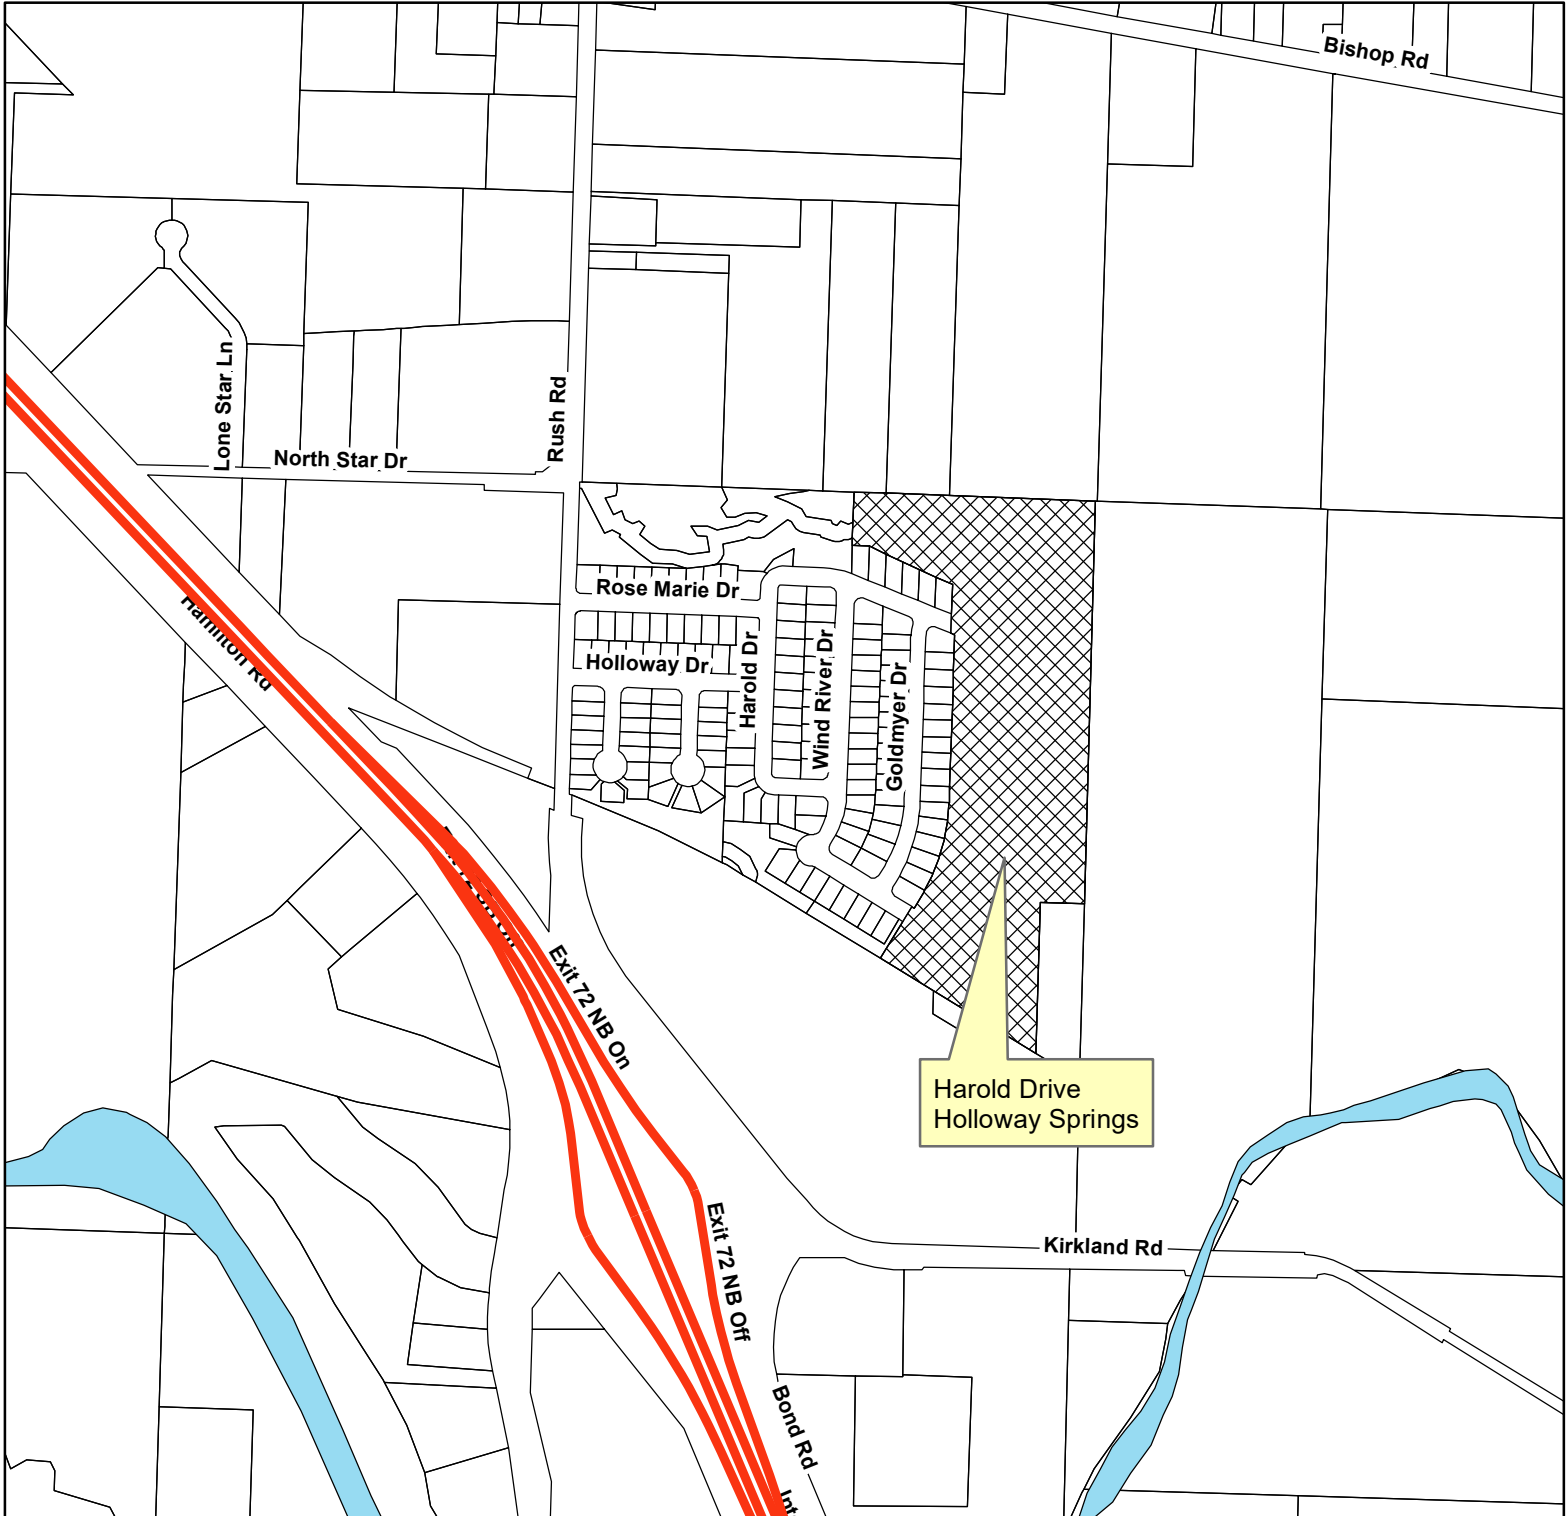 Bishop Rd
Lone Star Ln
Rush Rd
North Star Dr
Rose Marie Dr
Hamilton Rd
Holloway Dr
Harold Dr
Wind River Dr
Goldmyer Dr
Exit 72 NB On
Harold Drive
Holloway Springs
Exit 72 NB Off
Kirkland Rd
Bond Rd
Int